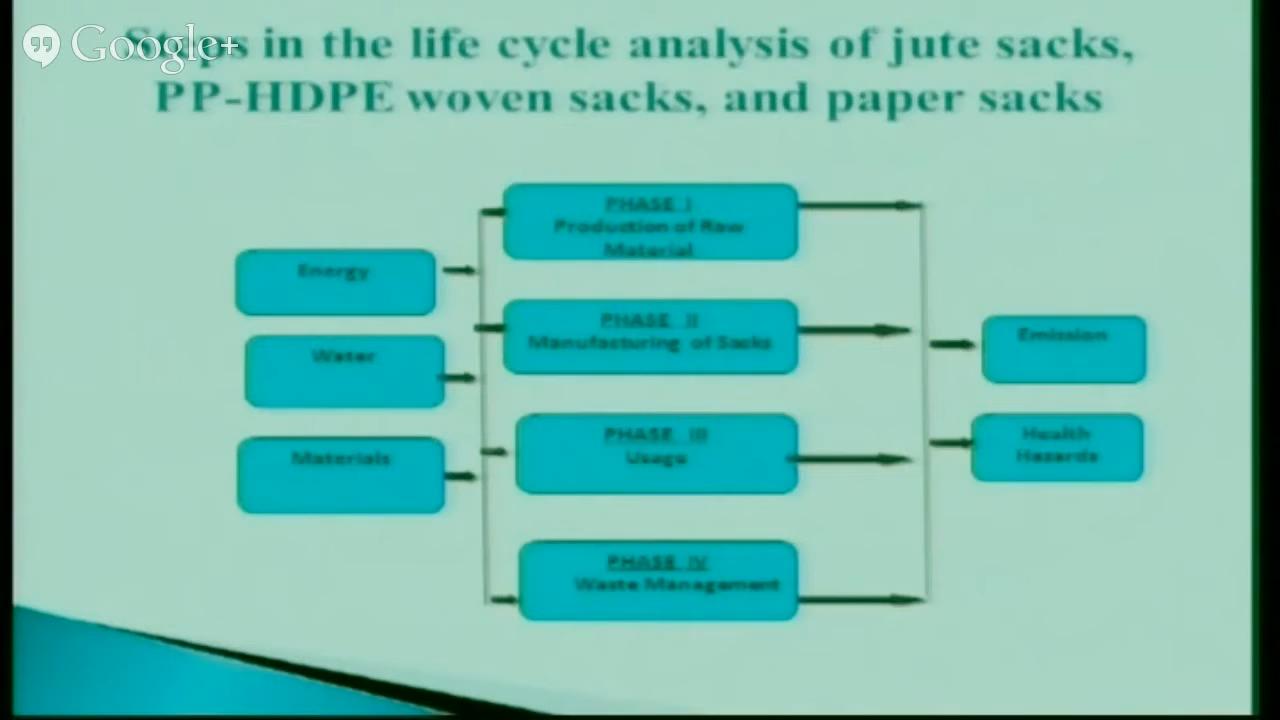 Google+
Steps in the life cycle analysis of jute sacks,
PP-HDPE woven sacks, and paper sacks
Energy
Water
Materials
PHASE I
Production of Raw
Material
PHASE II
Manufacturing of Sacks
PHASE III
Usage
PHASE IV
Waste Management
Emission
Health
Hazards